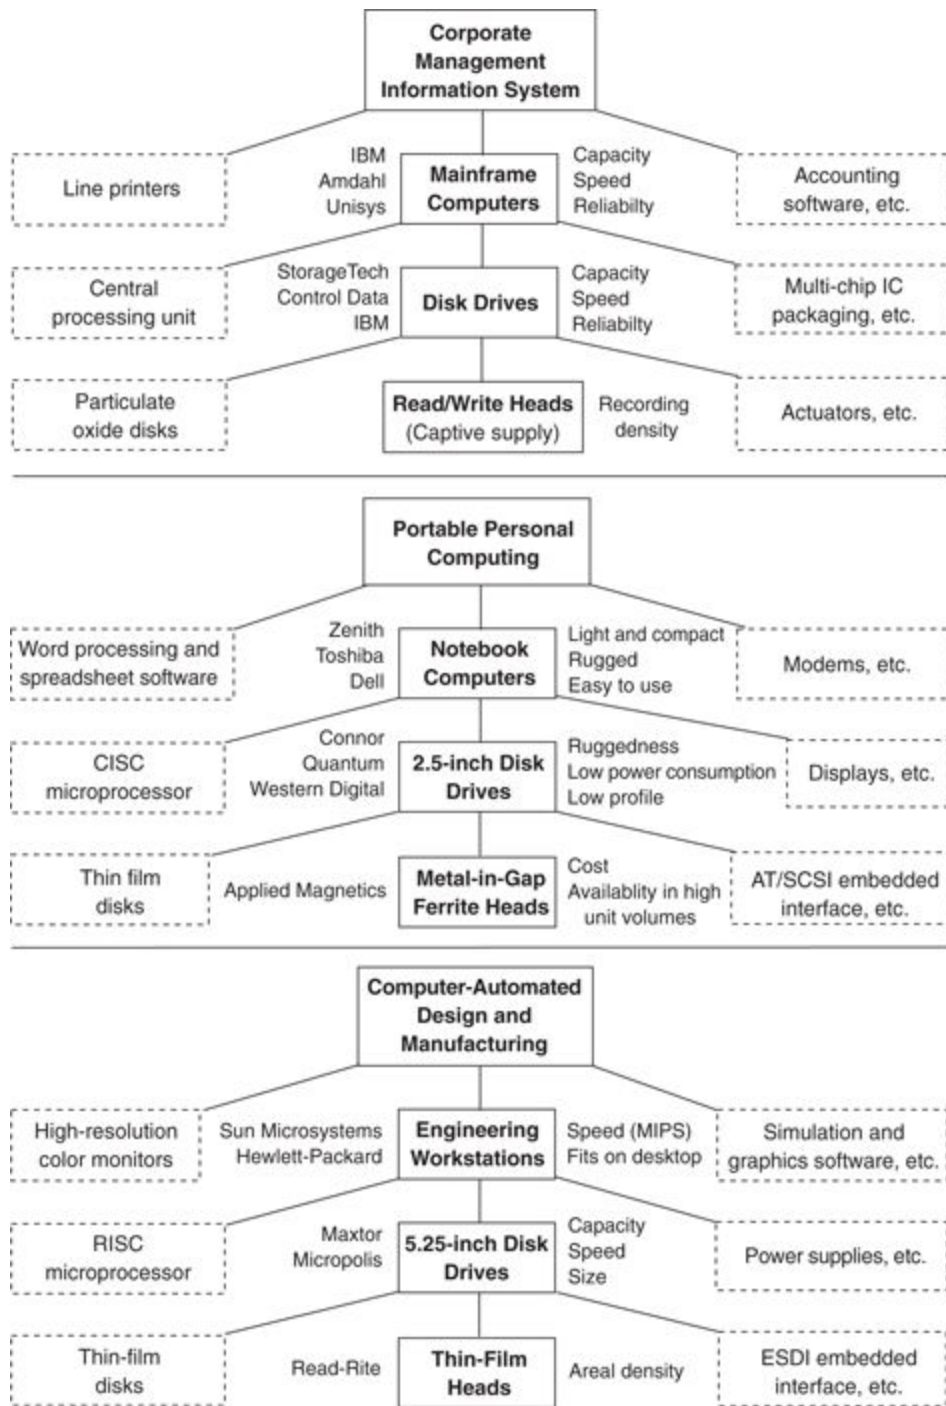 Corporate
Management
Information System
Line printers
IBM
Amdahl
Unisys
Mainframe
Computers
Capacity
Speed
Reliabilty
Accounting
software, etc.
Central
processing unit
StorageTech
Control Data
IBM
Disk Drives
Capacity
Speed
Reliabilty
Multi-chip IC
packaging, etc.
Particulate
oxide disks
Read/Write Heads
(Captive supply)
Recording
density
Actuators, etc.
Portable Personal
Computing
Word processing and
spreadsheet software
Zenith
Toshiba
Dell
Notebook
Computers
Light and compact
Rugged
Easy to use
Modems, etc.
CISC
microprocessor
Connor
Quantum
Western Digital
2.5-inch Disk
Drives
Ruggedness
Low power consumption
Low profile
Displays, etc.
Thin film
disks
Applied Magnetics
Metal-in-Gap
Ferrite Heads
Cost
Availablity in high
unit volumes
AT/SCSI embedded
interface, etc.
Computer-Automated
Design and
Manufacturing
High-resolution
color monitors
Sun Microsystems
Hewlett-Packard
Engineering
Workstations
Speed (MIPS)
Fits on desktop
Simulation and
graphics software, etc.
RISC
microprocessor
Maxtor
Micropolis
5.25-inch Disk
Drives
Capacity
Speed
Size
Power supplies, etc.
Thin-film
disks
Read-Rite
Thin-Film
Heads
Areal density
ESDI embedded
interface, etc.